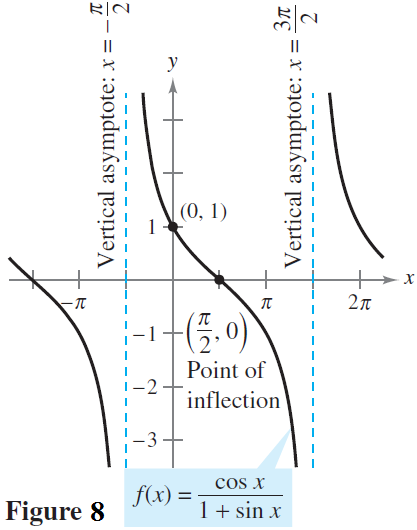 Vertical asymptote: x = −π/2
Vertical asymptote: x = 3π/2
y
(0, 1)
1
x
−π
π
2π
−1
(π/2, 0)
Point of
inflection
−2
−3
f(x) = cos x / 1 + sin x
Figure 8